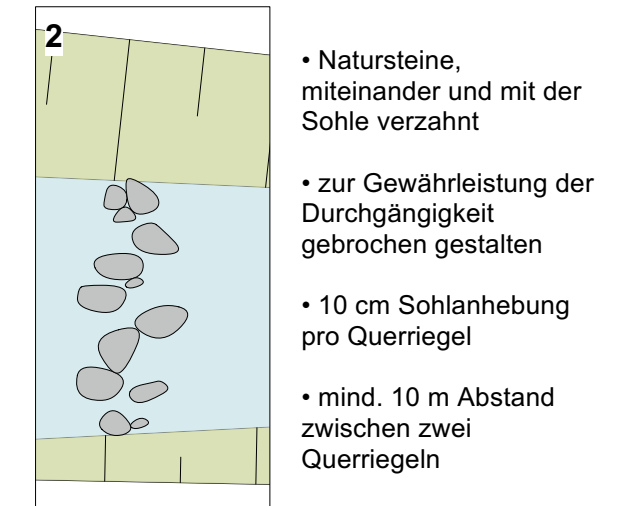 2
• Natursteine,
miteinander und mit der
Sohle verzahnt
• zur Gewährleistung der
Durchgängigkeit
gebrochen gestalten
• 10 cm Sohlanhebung
pro Querriegel
• mind. 10 m Abstand
zwischen zwei
Querriegeln